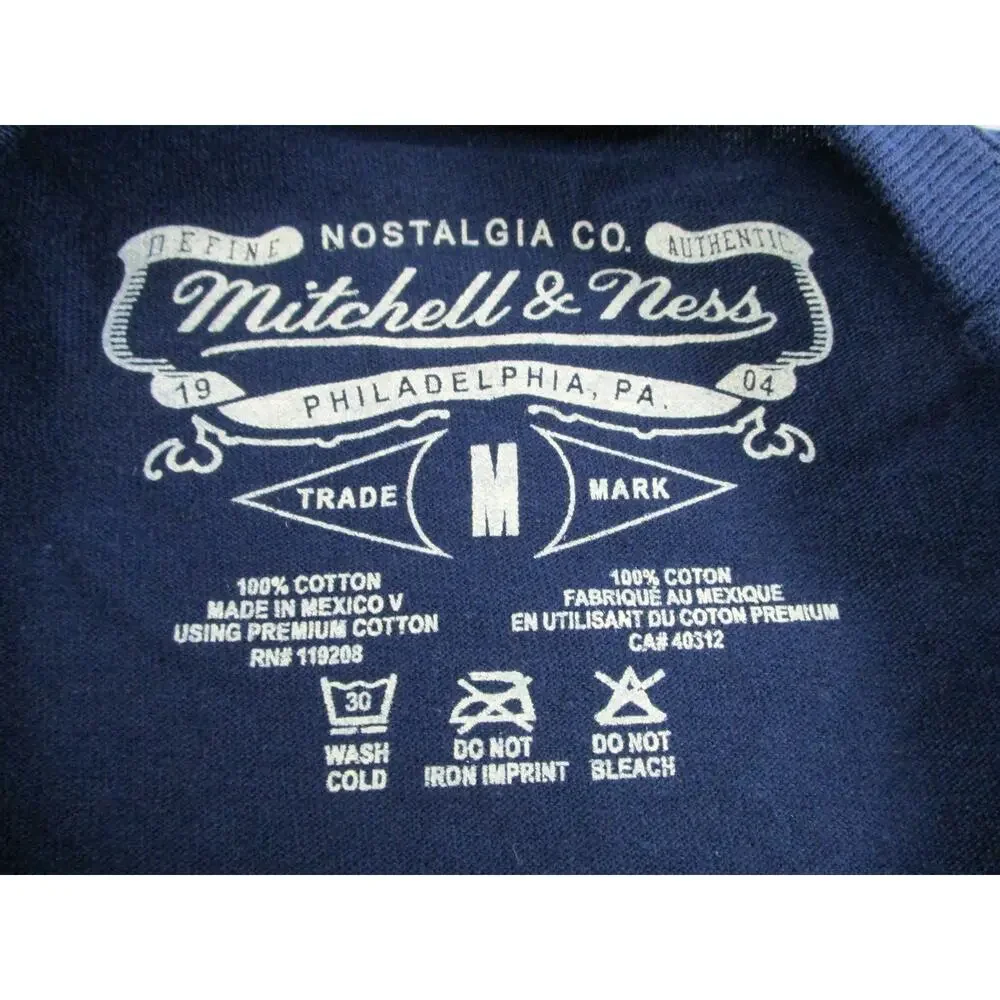 DEFINE NOSTALGIA CO. AUTHENTIC
Mitchell & Ness
19 PHILADELPHIA, PA. 04
TRADE M MARK
100% COTTON
MADE IN MEXICO V
USING PREMIUM COTTON
RN# 119208
100% COTON
FABRIQUÉ AU MEXIQUE
EN UTILISANT DU COTON PREMIUM
CA# 40312
30
WASH
COLD
DO NOT
IRON IMPRINT
DO NOT
BLEACH